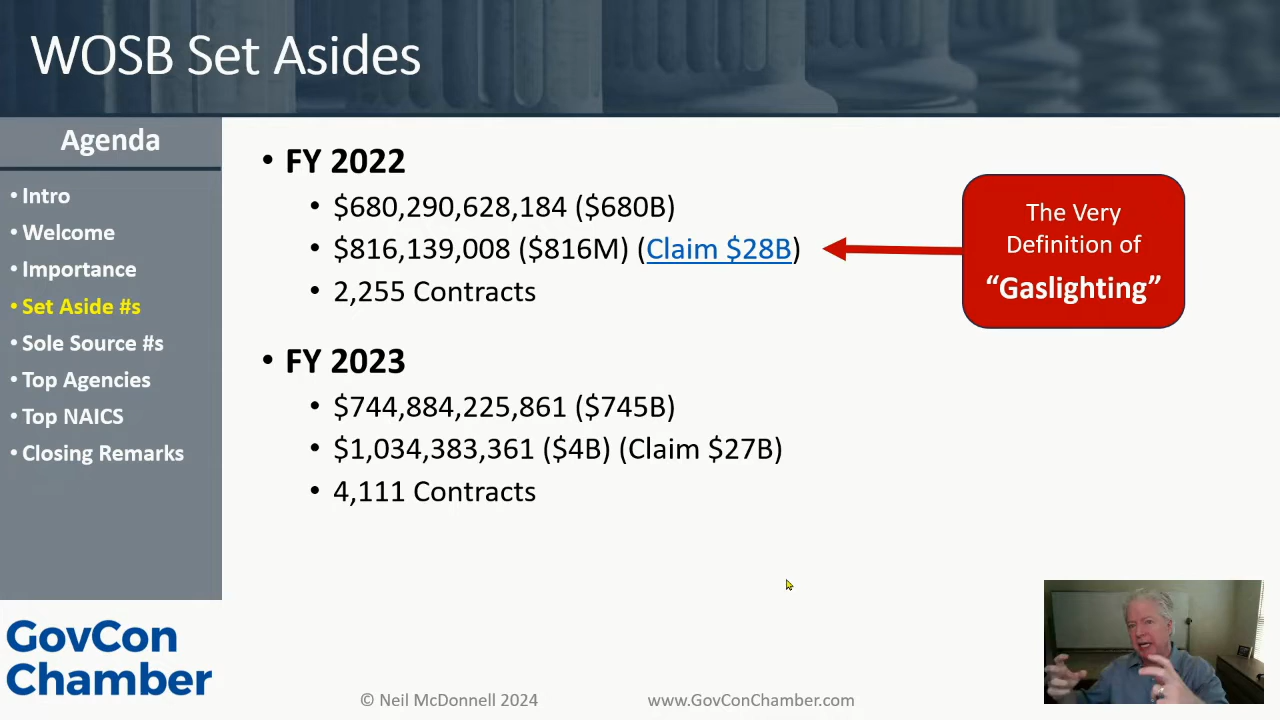 WOSB Set Asides
Agenda
• Intro
• Welcome
• Importance
• Set Aside #s
• Sole Source #s
• Top Agencies
• Top NAICS
• Closing Remarks
• FY 2022
• $680,290,628,184 ($680B)
• $816,139,008 ($816M) (Claim $28B)
• 2,255 Contracts
• FY 2023
• $744,884,225,861 ($745B)
• $1,034,383,361 ($4B) (Claim $27B)
• 4,111 Contracts
The Very
Definition of
“Gaslighting”
GovCon
Chamber
© Neil McDonnell 2024
www.GovConChamber.com